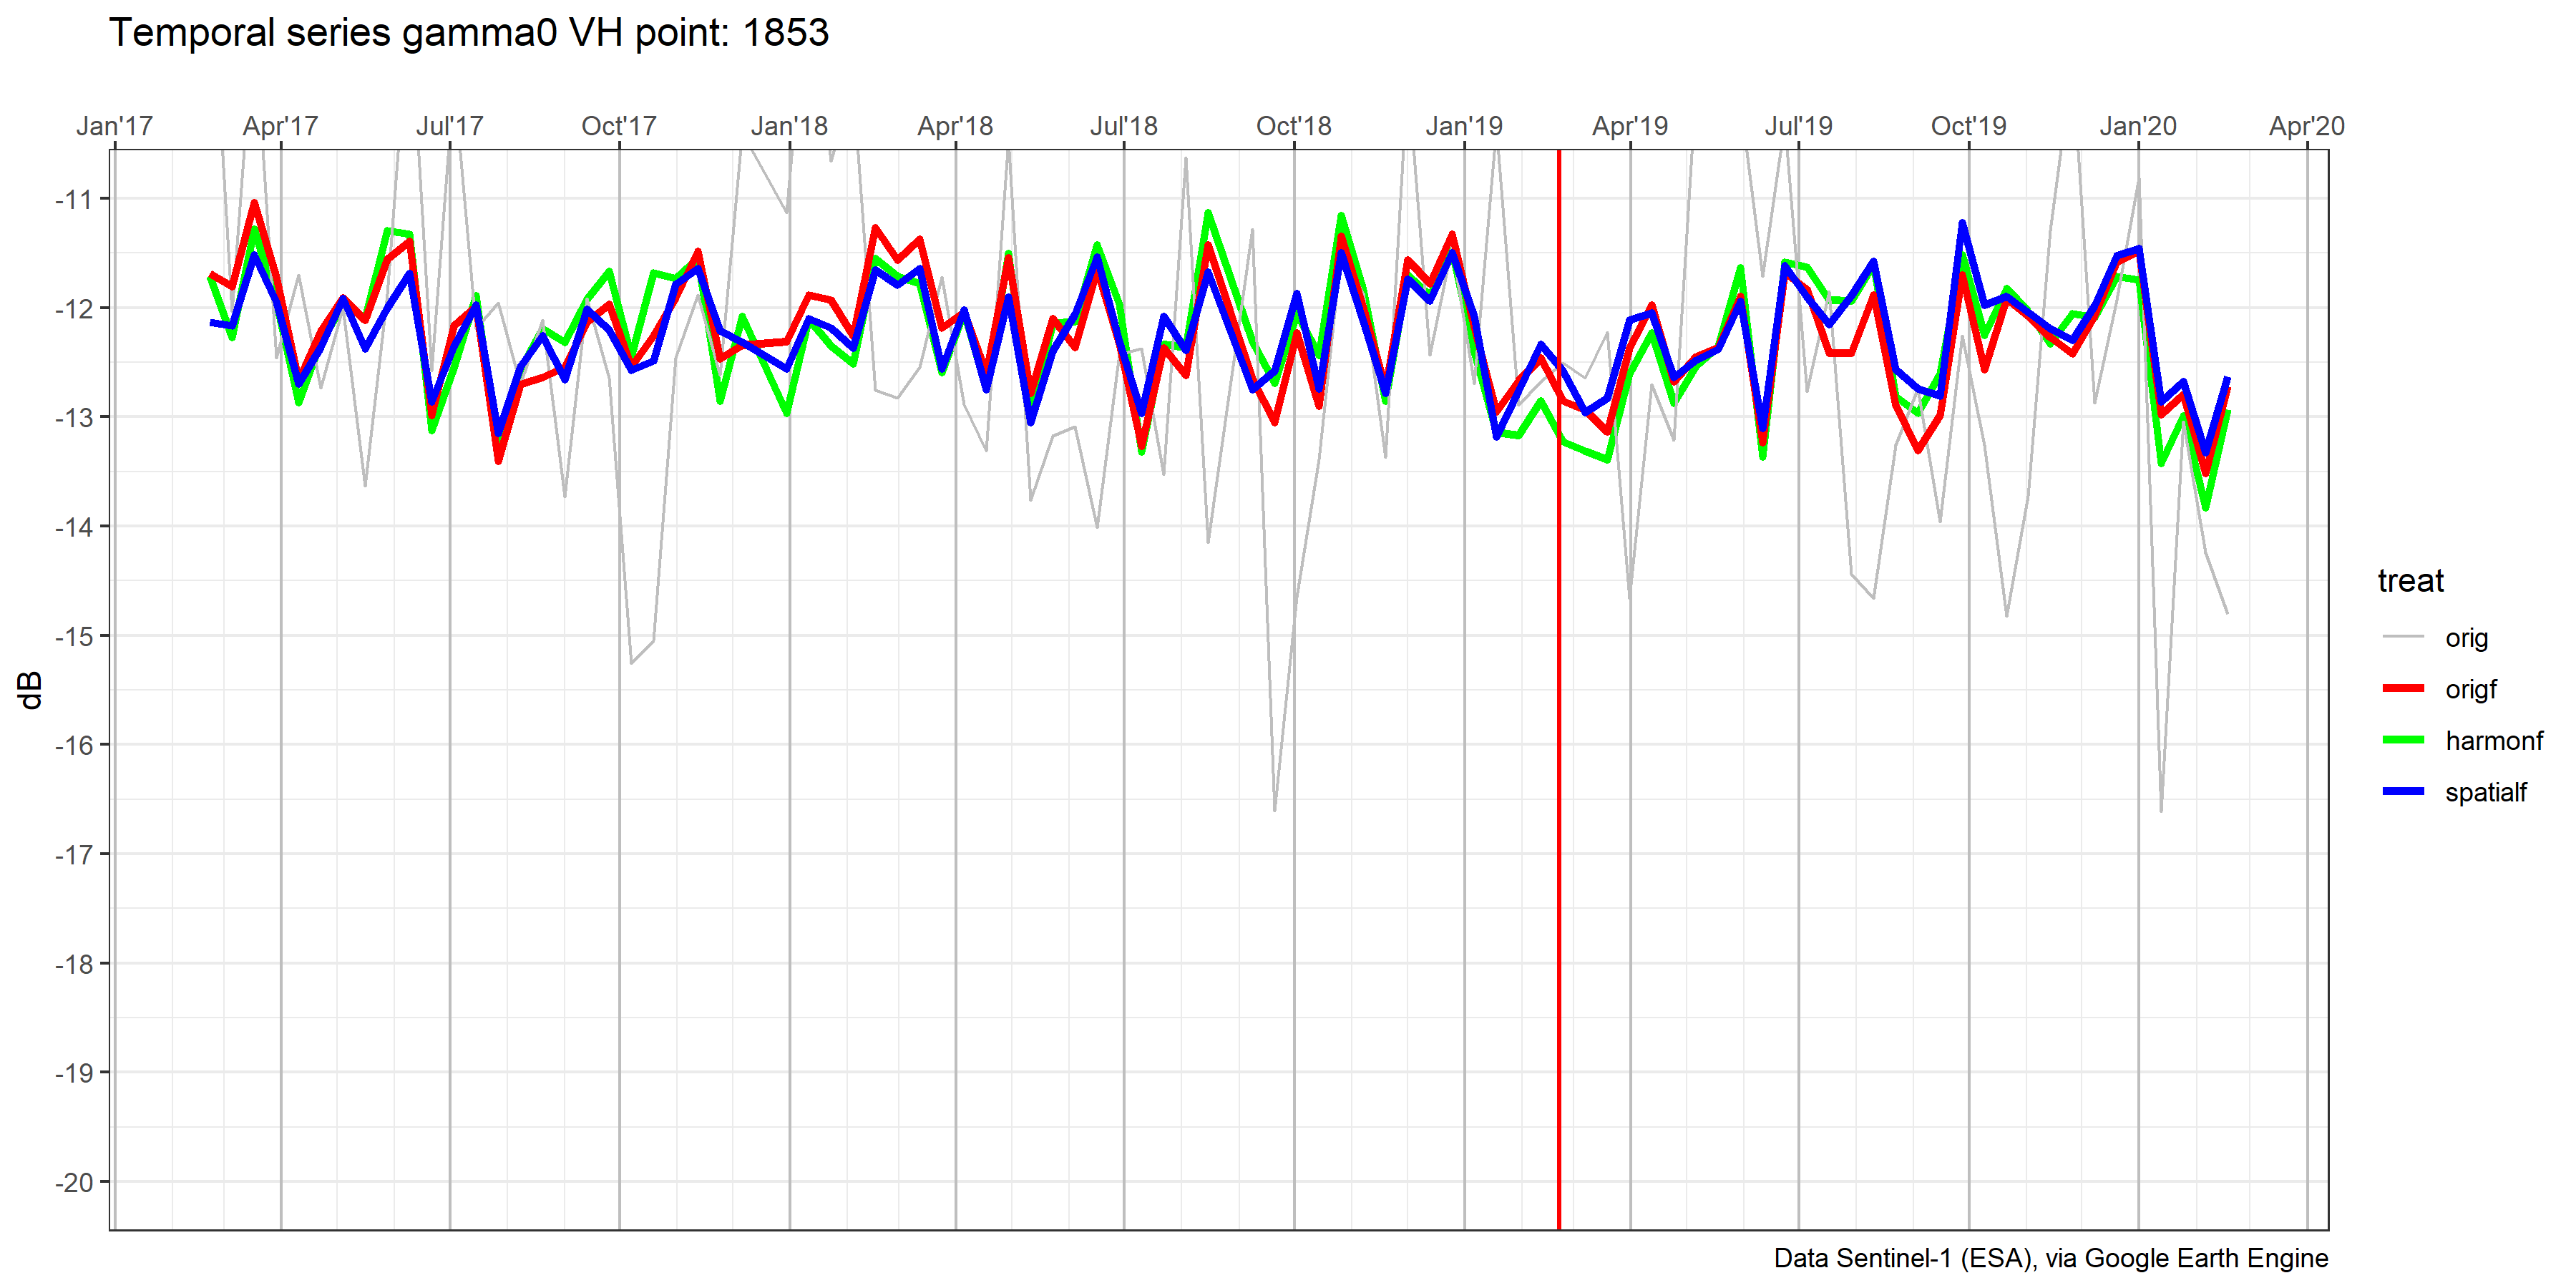 Temporal series gamma0 VH point: 1853
Jan'17 Apr'17 Jul'17 Oct'17 Jan'18 Apr'18 Jul'18 Oct'18 Jan'19 Apr'19 Jul'19 Oct'19 Jan'20 Apr'20
-11
-12
-13
-14
-15
-16
-17
-18
-19
-20
dB
treat
orig
origf
harmonf
spatialf
Data Sentinel-1 (ESA), via Google Earth Engine